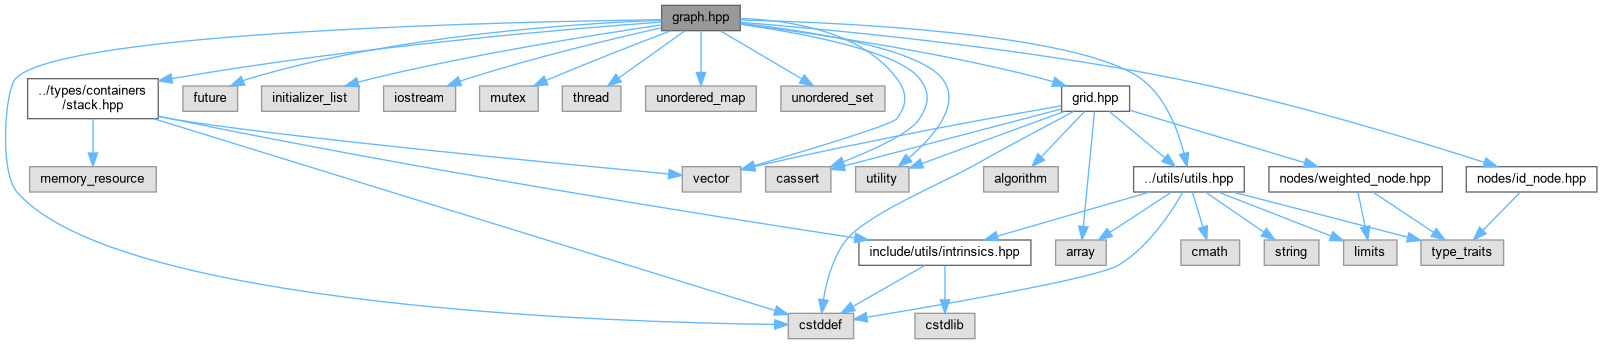 graph.hpp
../types/containers
/stack.hpp
future
initializer_list
iostream
mutex
thread
unordered_map
unordered_set
grid.hpp
memory_resource
vector
cassert
utility
algorithm
../utils/utils.hpp
nodes/weighted_node.hpp
nodes/id_node.hpp
include/utils/intrinsics.hpp
array
cmath
string
limits
type_traits
cstddef
cstdlib